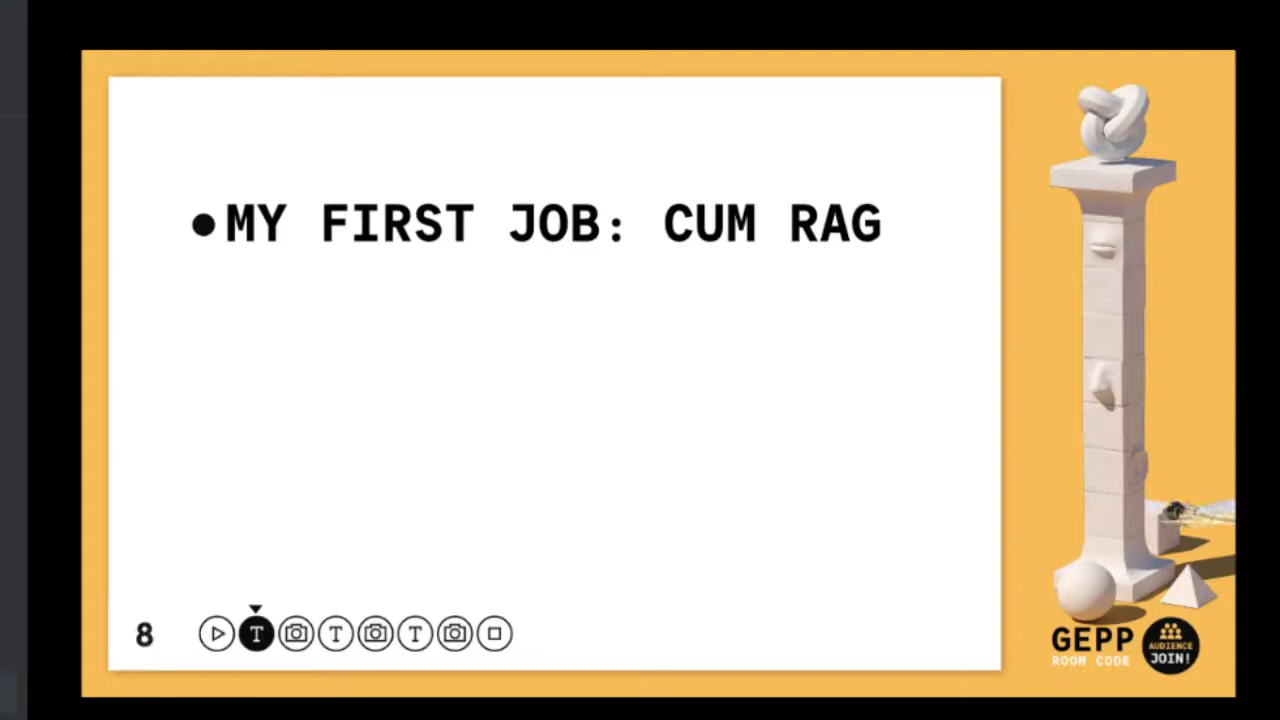 ● MY FIRST JOB: CUM RAG
8
T
T
T
GEPP
ROOM CODE
AUDIENCE
JOIN!